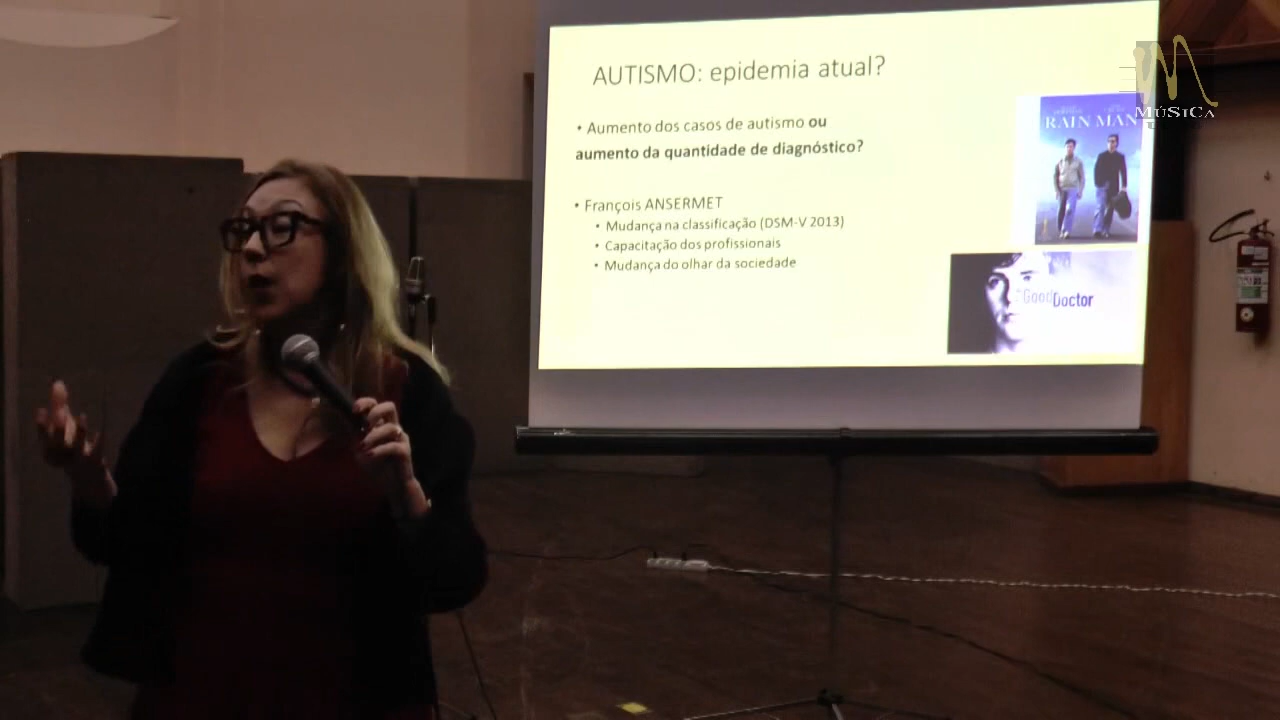 AUTISMO: epidemia atual?
• Aumento dos casos de autismo ou
aumento da quantidade de diagnóstico?
• François ANSERMET
• Mudança na classificação (DSM-V 2013)
• Capacitação dos profissionais
• Mudança do olhar da sociedade
RAIN MAN
Good Doctor
MÚSICA